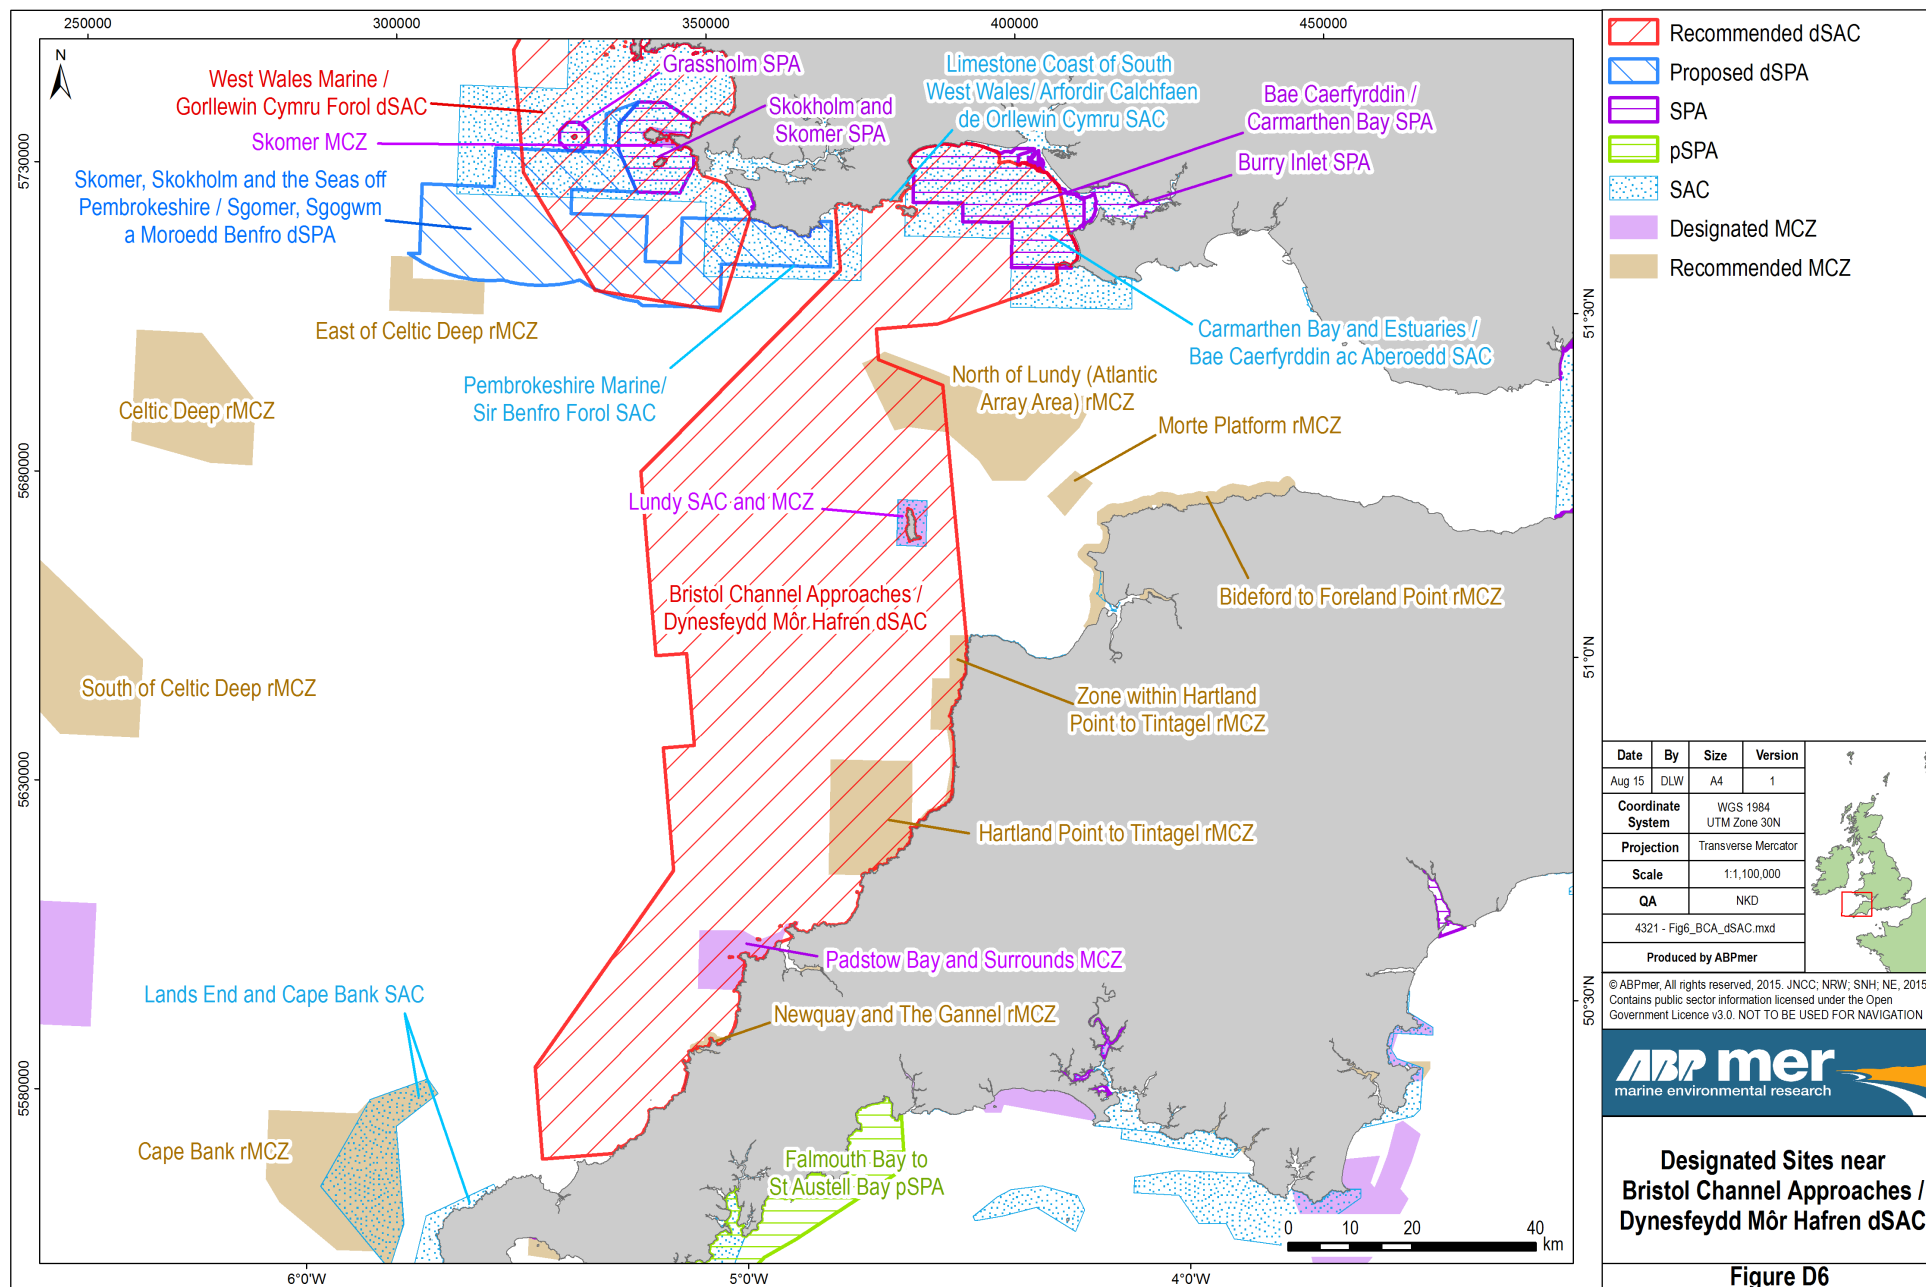 250000
300000
350000
400000
450000
N
5730000
5680000
5630000
5580000
51°30'N
51°0'N
50°30'N
6°0'W
5°0'W
4°0'W
West Wales Marine /
Gorllewin Cymru Forol dSAC
Skomer MCZ
Grassholm SPA
Skokholm and
Skomer SPA
Limestone Coast of South
West Wales/ Arfordir Calchfaen
de Orllewin Cymru SAC
Bae Caerfyrddin /
Carmarthen Bay SPA
Burry Inlet SPA
Skomer, Skokholm and the Seas off
Pembrokeshire / Sgomer, Sgogwm
a Moroedd Benfro dSPA
East of Celtic Deep rMCZ
Celtic Deep rMCZ
Pembrokeshire Marine/
Sir Benfro Forol SAC
Carmarthen Bay and Estuaries /
Bae Caerfyrddin ac Aberoedd SAC
North of Lundy (Atlantic
Array Area) rMCZ
Morte Platform rMCZ
Lundy SAC and MCZ
Bristol Channel Approaches /
Dynesfeydd Môr Hafren dSAC
Bideford to Foreland Point rMCZ
South of Celtic Deep rMCZ
Zone within Hartland
Point to Tintagel rMCZ
Hartland Point to Tintagel rMCZ
Padstow Bay and Surrounds MCZ
Lands End and Cape Bank SAC
Newquay and The Gannel rMCZ
Cape Bank rMCZ
Falmouth Bay to
St Austell Bay pSPA
0 10 20 40
km
Recommended dSAC
Proposed dSPA
SPA
pSPA
SAC
Designated MCZ
Recommended MCZ
Date By Size Version
Aug 15 DLW A4 1
Coordinate
System
WGS 1984
UTM Zone 30N
Projection Transverse Mercator
Scale 1:1,100,000
QA NKD
4321 - Fig6_BCA_dSAC.mxd
Produced by ABPmer
© ABPmer, All rights reserved, 2015. JNCC; NRW; SNH; NE, 2015
Contains public sector information licensed under the Open
Government Licence v3.0. NOT TO BE USED FOR NAVIGATION
ABP mer
marine environmental research
Designated Sites near
Bristol Channel Approaches /
Dynesfeydd Môr Hafren dSAC
Figure D6